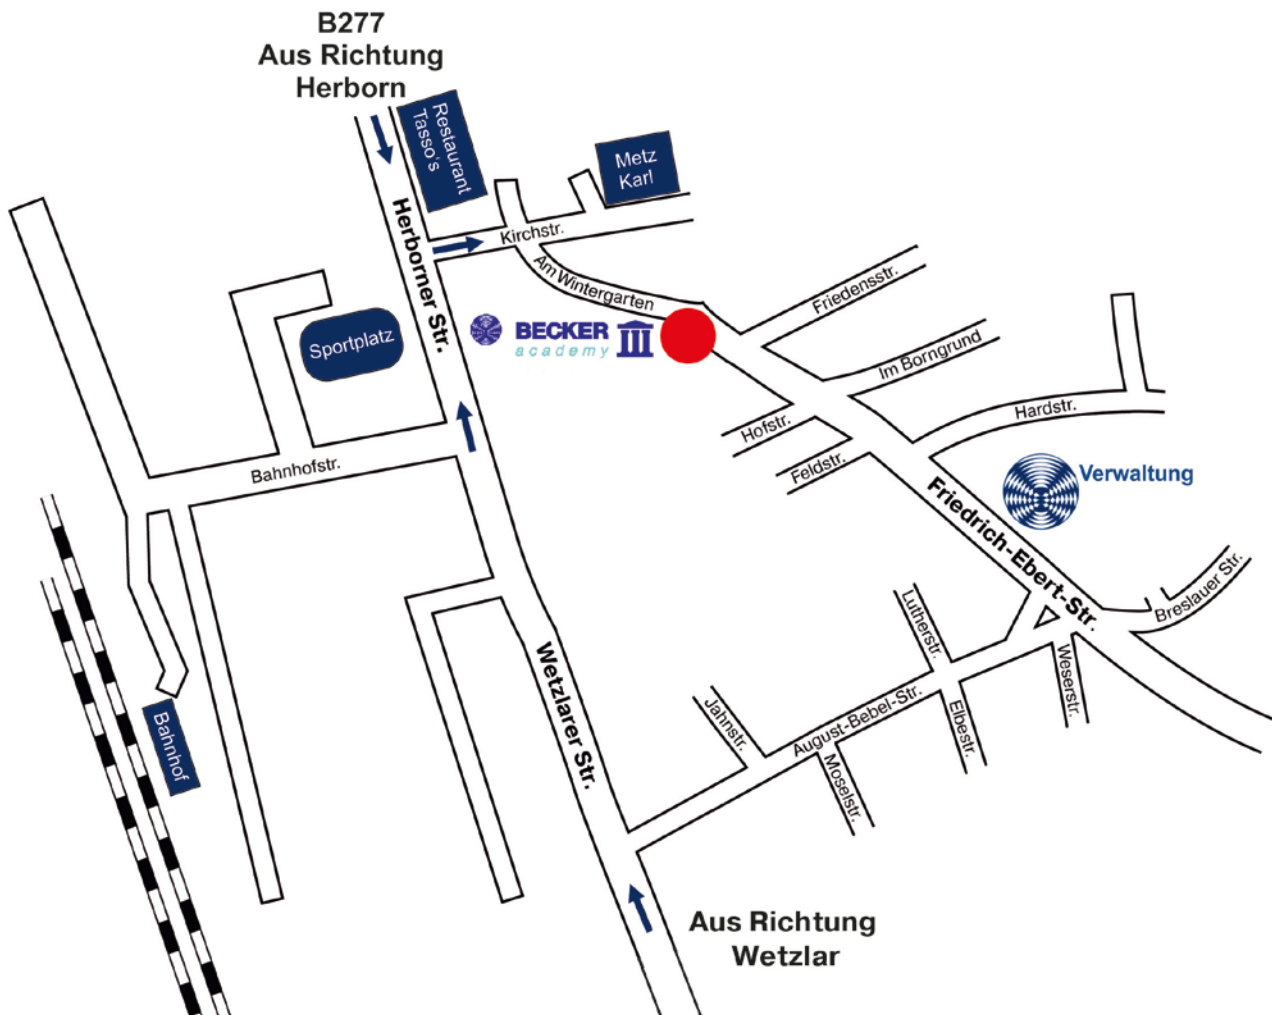 B277
Aus Richtung
Herborn
Restaurant
Tasso's
Metz
Karl
Herborner Str.
Kirchstr.
Am Wintergarten
Friedensstr.
Sportplatz
BECKER
academy
Im Borngrund
Hardstr.
Hofstr.
Feldstr.
Bahnhofstr.
Verwaltung
Friedrich-Ebert-Str.
Breslauer Str.
Lutherstr.
Weserstr.
Wetzlarer Str.
Jahnstr.
August-Bebel-Str.
Elbestr.
Moselstr.
Bahnhof
Aus Richtung
Wetzlar